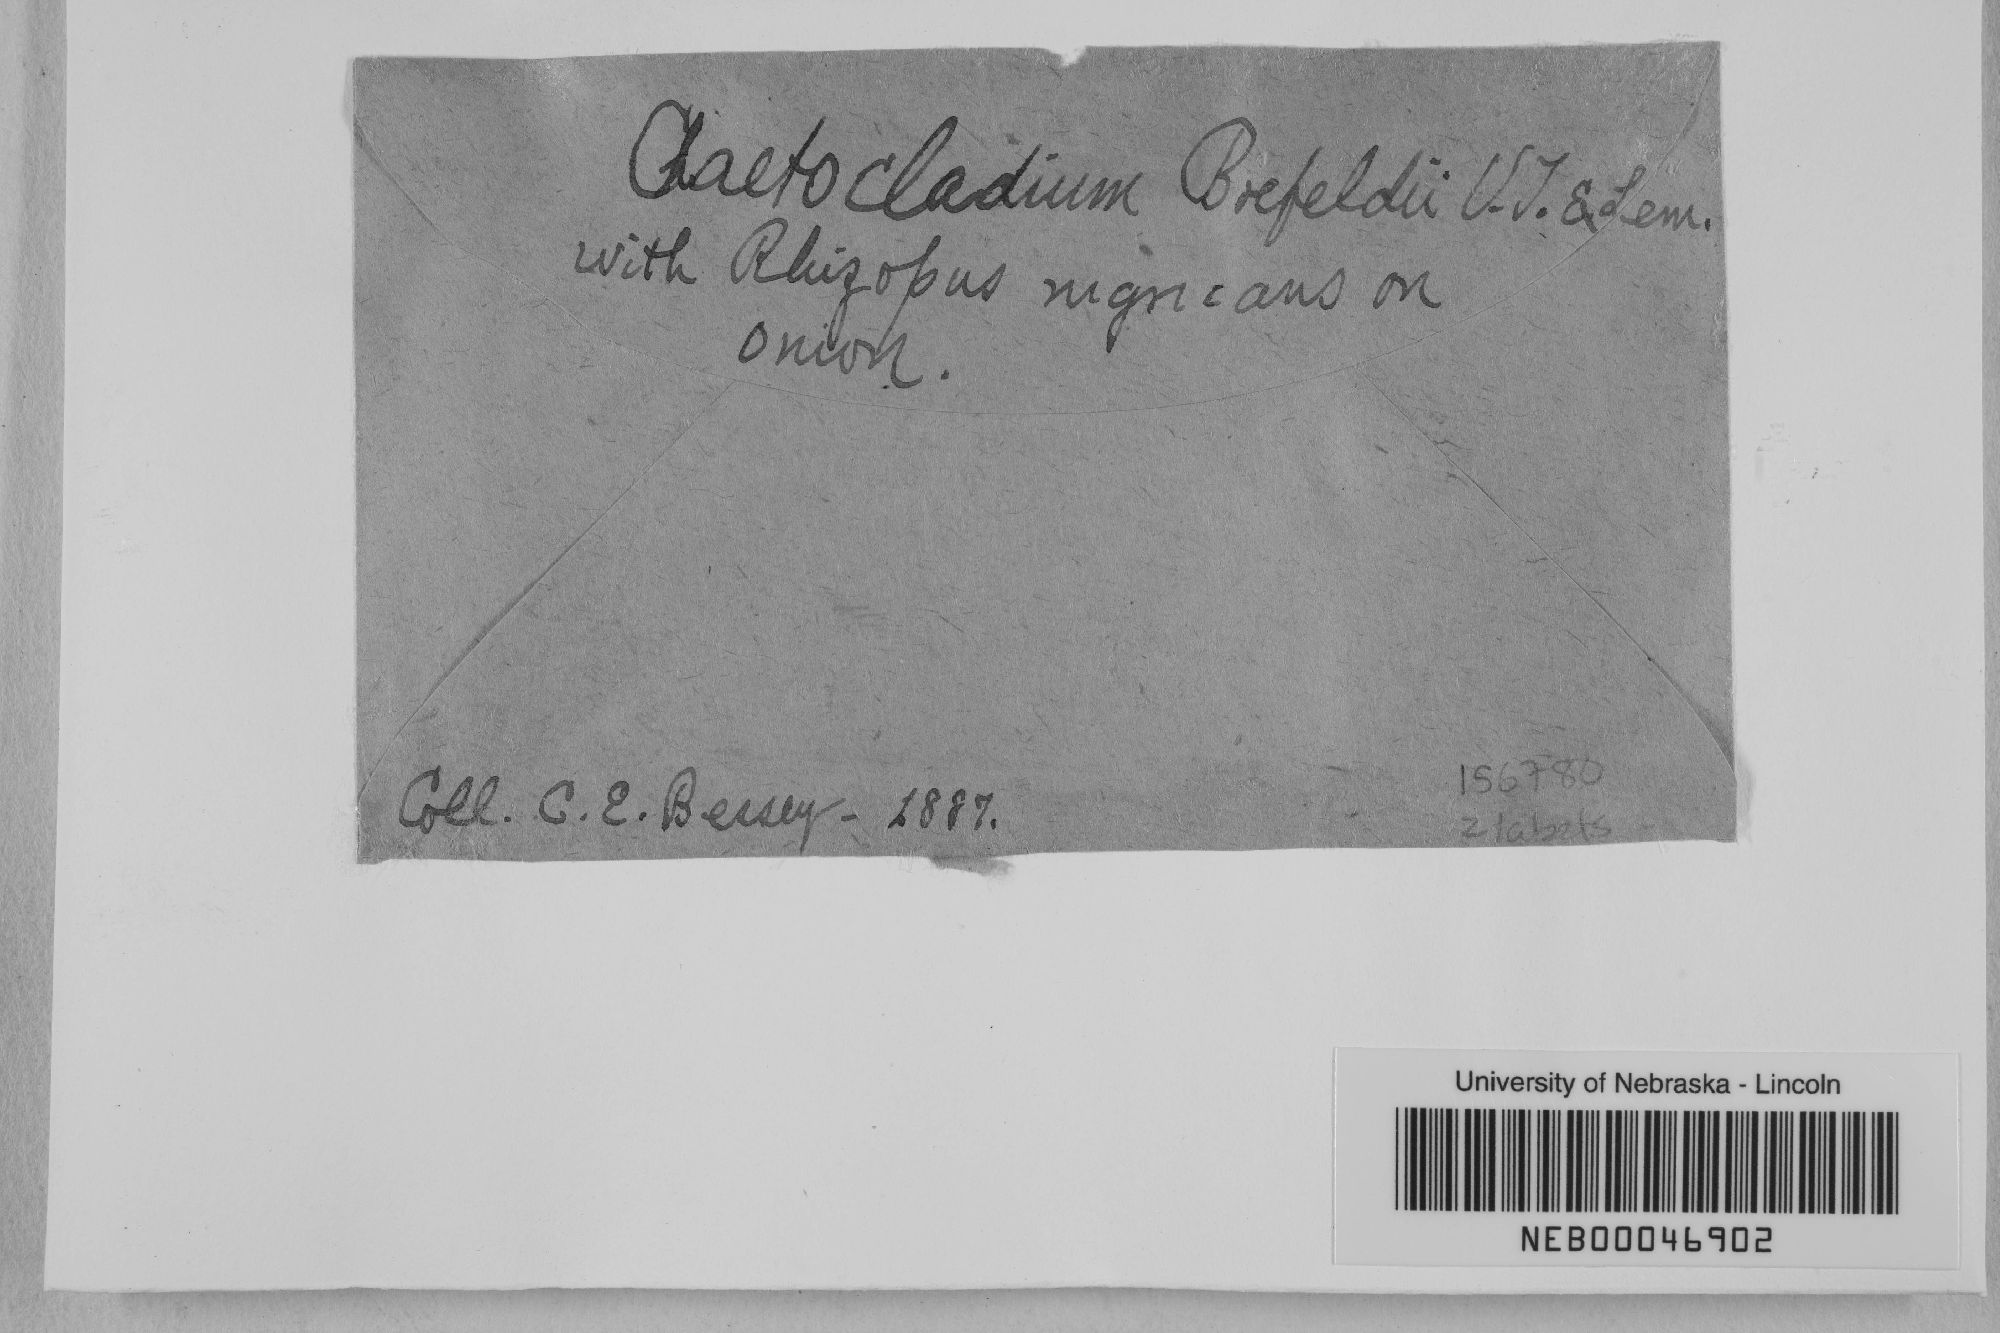 Chaetocladium Brefeldii V.T. & Lem.
with Rhizopus nigricans on
onion.
Coll. C. E. Bessey - 1887.
156780
2 labels
University of Nebraska - Lincoln
NEB00046902